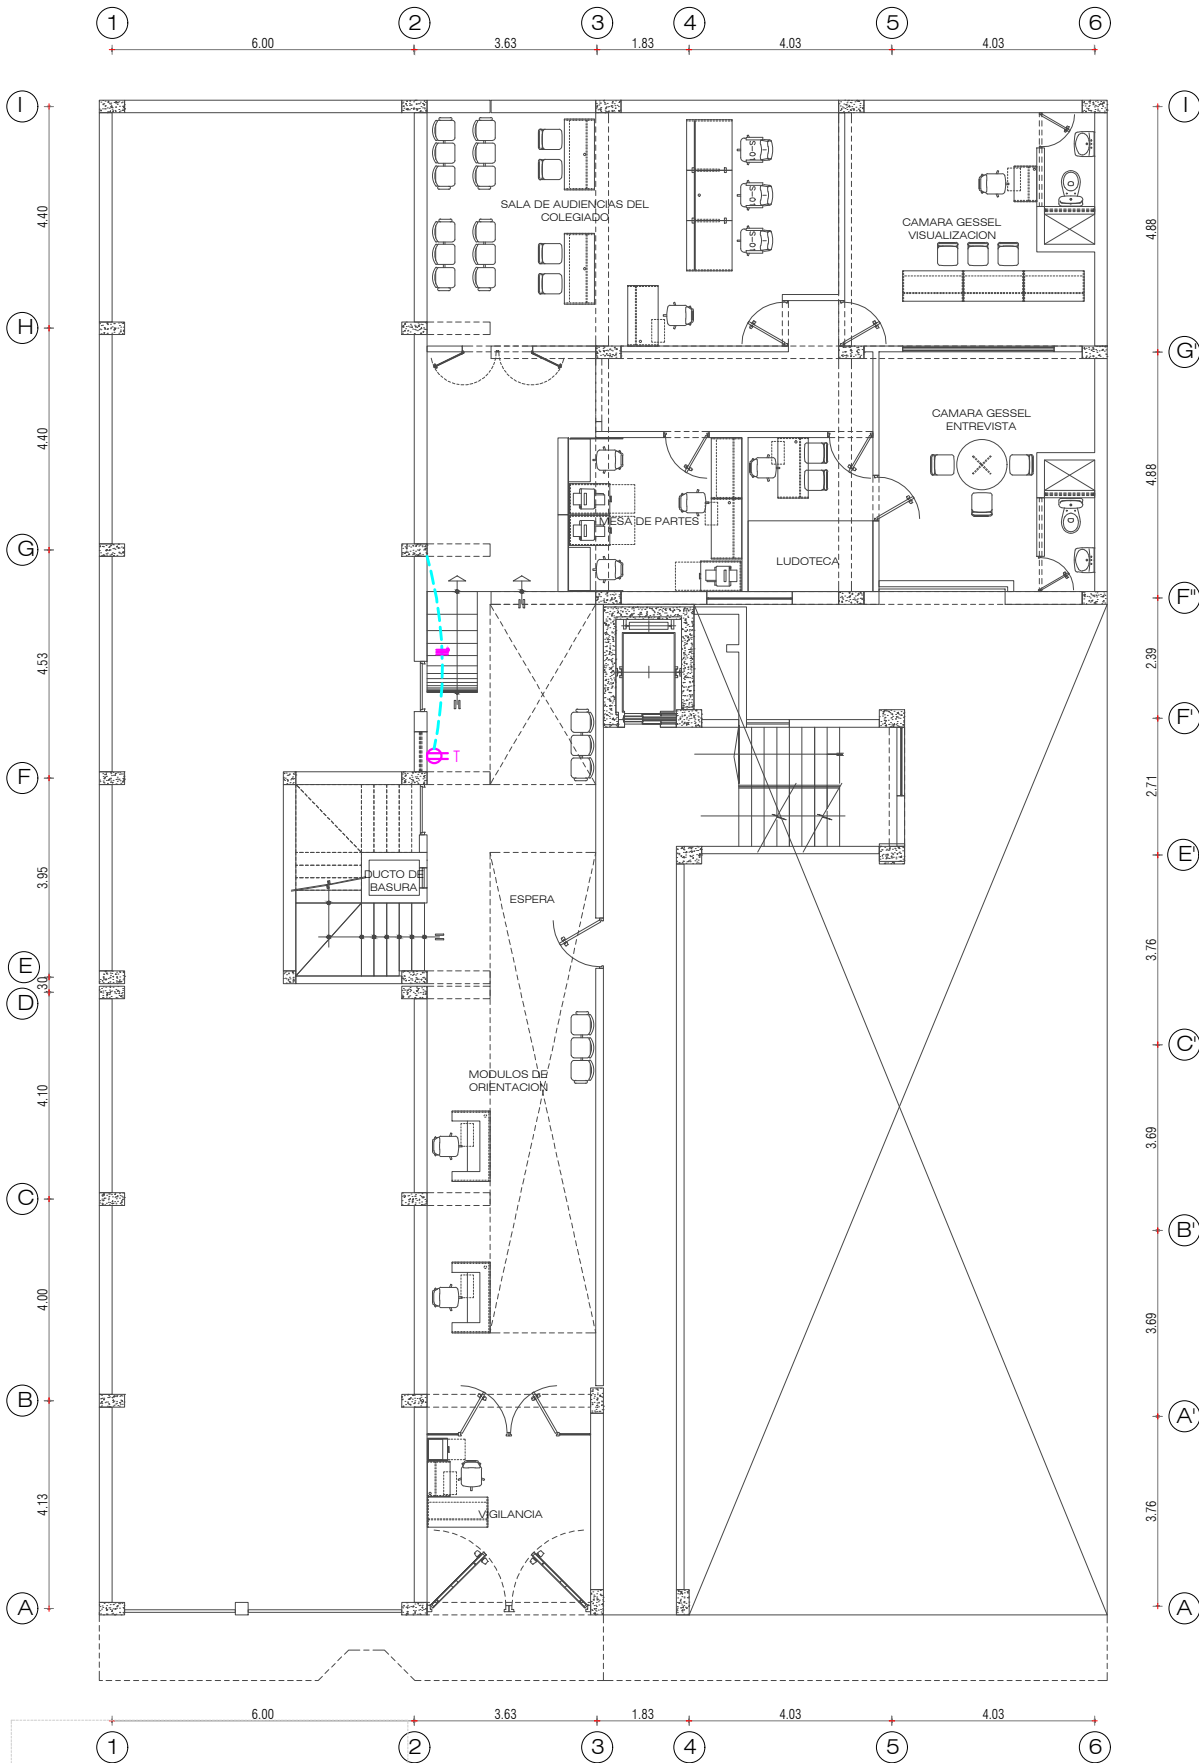 1 2 3 4 5 6
6.00 3.63 1.83 4.03 4.03
I I
4.40 4.88
SALA DE AUDIENCIAS DEL
COLEGIADO
CAMARA GESSEL
VISUALIZACION
H
G'
4.40 4.88
CAMARA GESSEL
ENTREVISTA
MESA DE PARTES
LUDOTECA
G
F"
4.53 2.39
F'
T
F
2.71
E'
3.95
DUCTO DE
BASURA
ESPERA
3.76
E
.30
D
C'
MODULOS DE
ORIENTACION
4.10
3.69
C
B'
4.00
3.69
B
A'
4.13 3.76
VIGILANCIA
A A
6.00 3.63 1.83 4.03 4.03
1 2 3 4 5 6